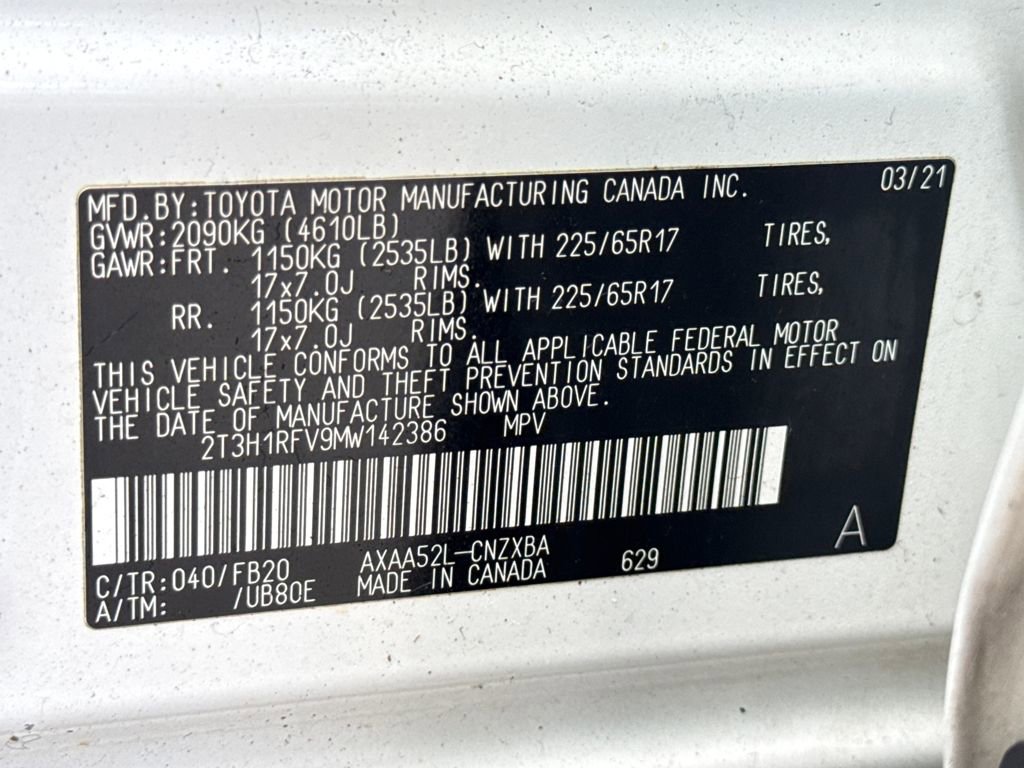 MFD.BY:TOYOTA MOTOR MANUFACTURING CANADA INC. 03/21
GVWR:2090KG (4610LB)
GAWR:FRT. 1150KG (2535LB) WITH 225/65R17 TIRES,
17x7.0J RIMS.
RR. 1150KG (2535LB) WITH 225/65R17 TIRES,
17x7.0J RIMS.
THIS VEHICLE CONFORMS TO ALL APPLICABLE FEDERAL MOTOR
VEHICLE SAFETY AND THEFT PREVENTION STANDARDS IN EFFECT ON
THE DATE OF MANUFACTURE SHOWN ABOVE.
2T3H1RFV9MW142386 MPV
C/TR:040/FB20 AXAA52L-CNZXBA 629 A
A/TM: /UB80E MADE IN CANADA